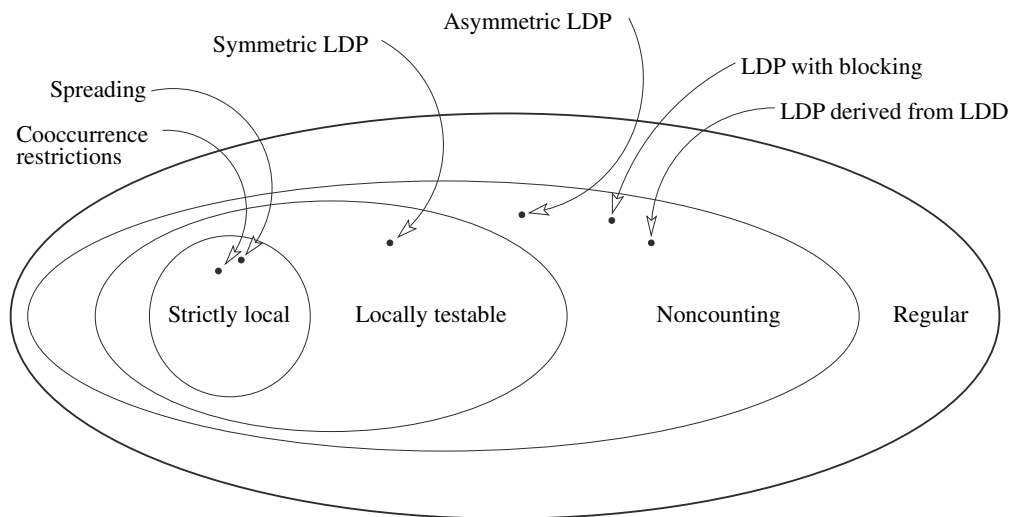 Asymmetric LDP
Symmetric LDP
LDP with blocking
Spreading
LDP derived from LDD
Cooccurrence
restrictions
Strictly local
Locally testable
Noncounting
Regular